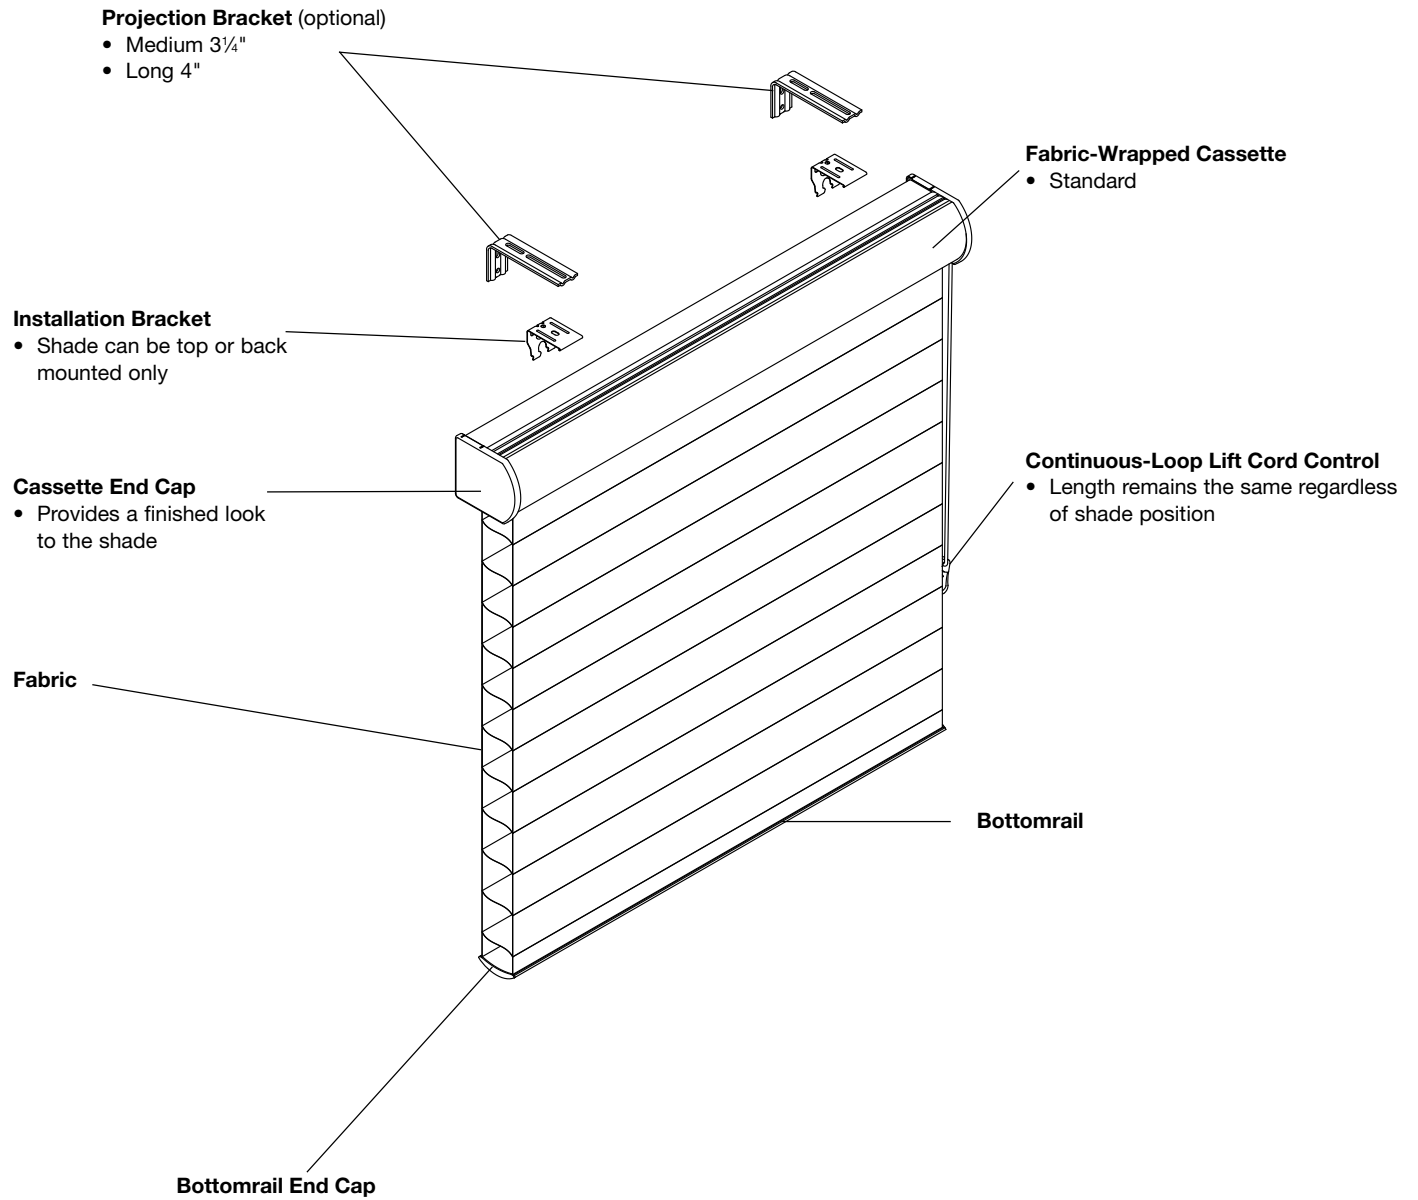 Projection Bracket (optional)
• Medium 3¼"
• Long 4"
Fabric-Wrapped Cassette
• Standard
Installation Bracket
• Shade can be top or back
mounted only
Continuous-Loop Lift Cord Control
• Length remains the same regardless
of shade position
Cassette End Cap
• Provides a finished look
to the shade
Fabric
Bottomrail
Bottomrail End Cap